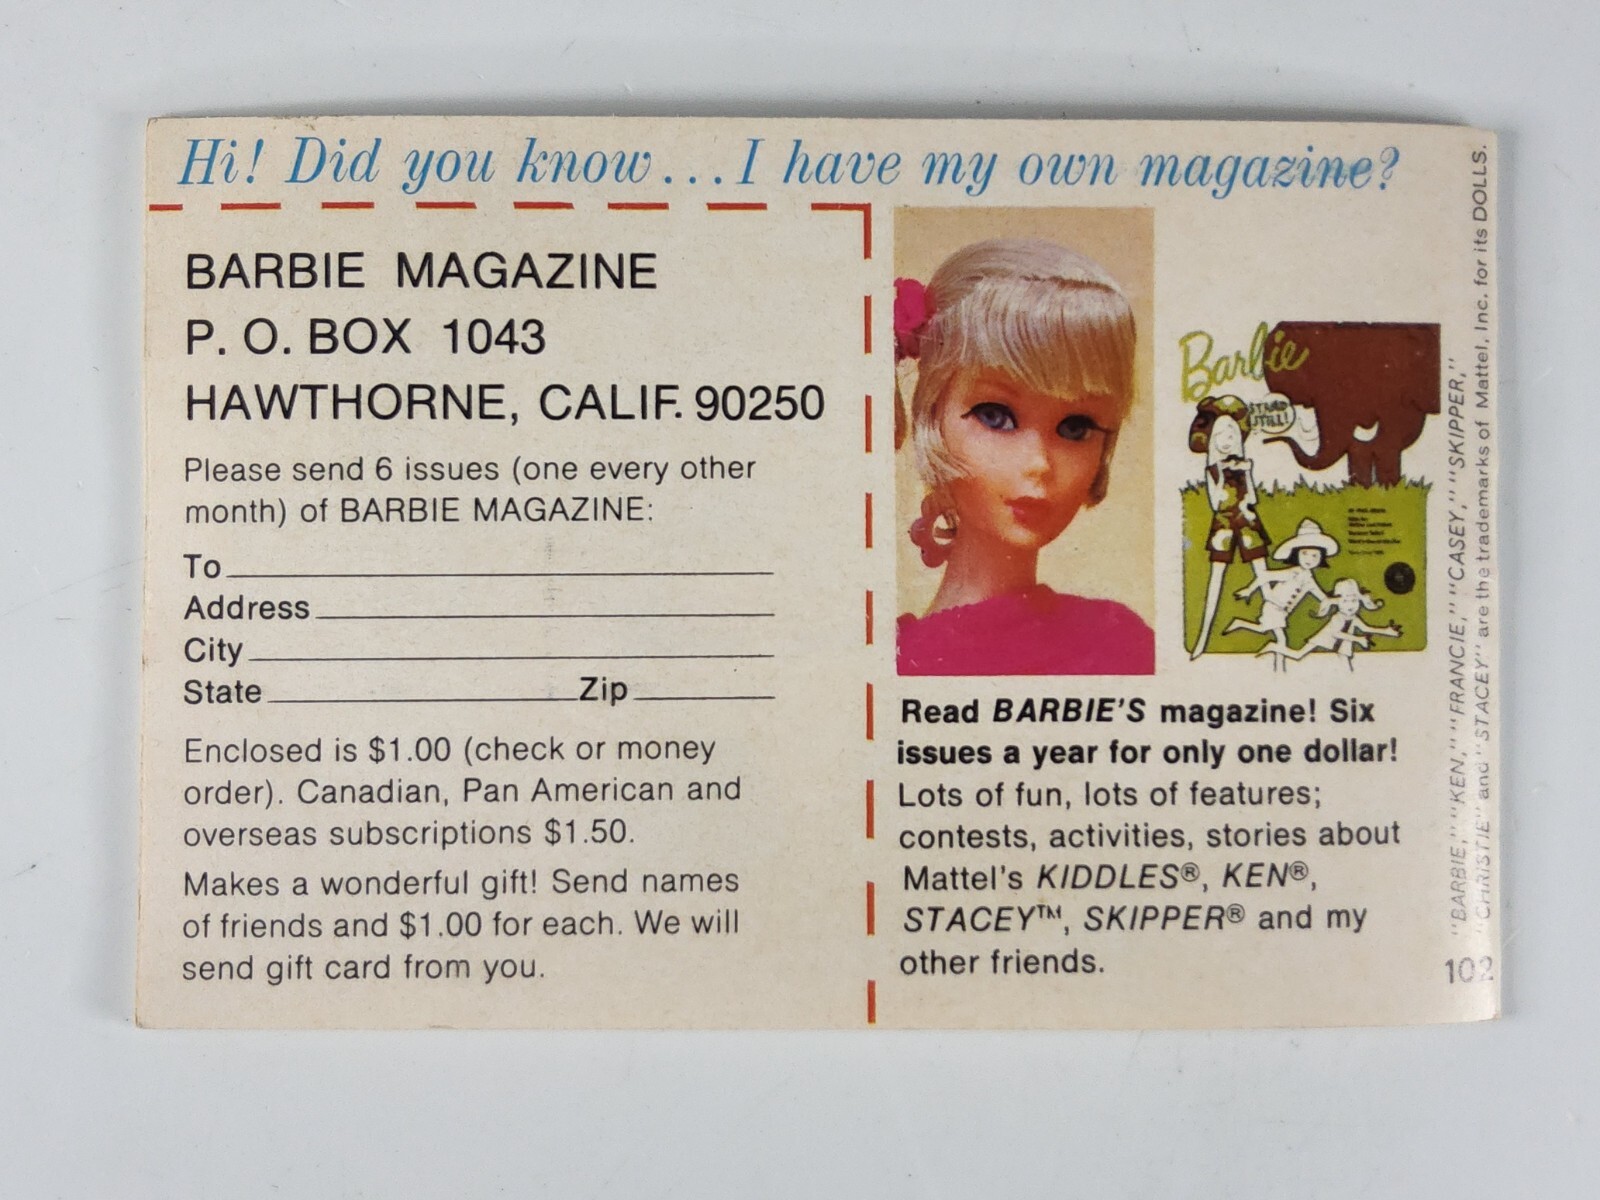 Hi! Did you know...I have my own magazine?
BARBIE MAGAZINE
P. O. BOX 1043
HAWTHORNE, CALIF. 90250
Please send 6 issues (one every other
month) of BARBIE MAGAZINE:
To
Address
City
State Zip
Enclosed is $1.00 (check or money
order). Canadian, Pan American and
overseas subscriptions $1.50.
Makes a wonderful gift! Send names
of friends and $1.00 for each. We will
send gift card from you.
Barbie
STAND
STILL!
Read BARBIE'S magazine! Six
issues a year for only one dollar!
Lots of fun, lots of features;
contests, activities, stories about
Mattel's KIDDLES®, KEN®,
STACEY™, SKIPPER® and my
other friends.
"BARBIE," "KEN," "FRANCIE," "CASEY," "SKIPPER,"
"CHRISTIE" and "STACEY" are the trademarks of Mattel, Inc. for its DOLLS.
102